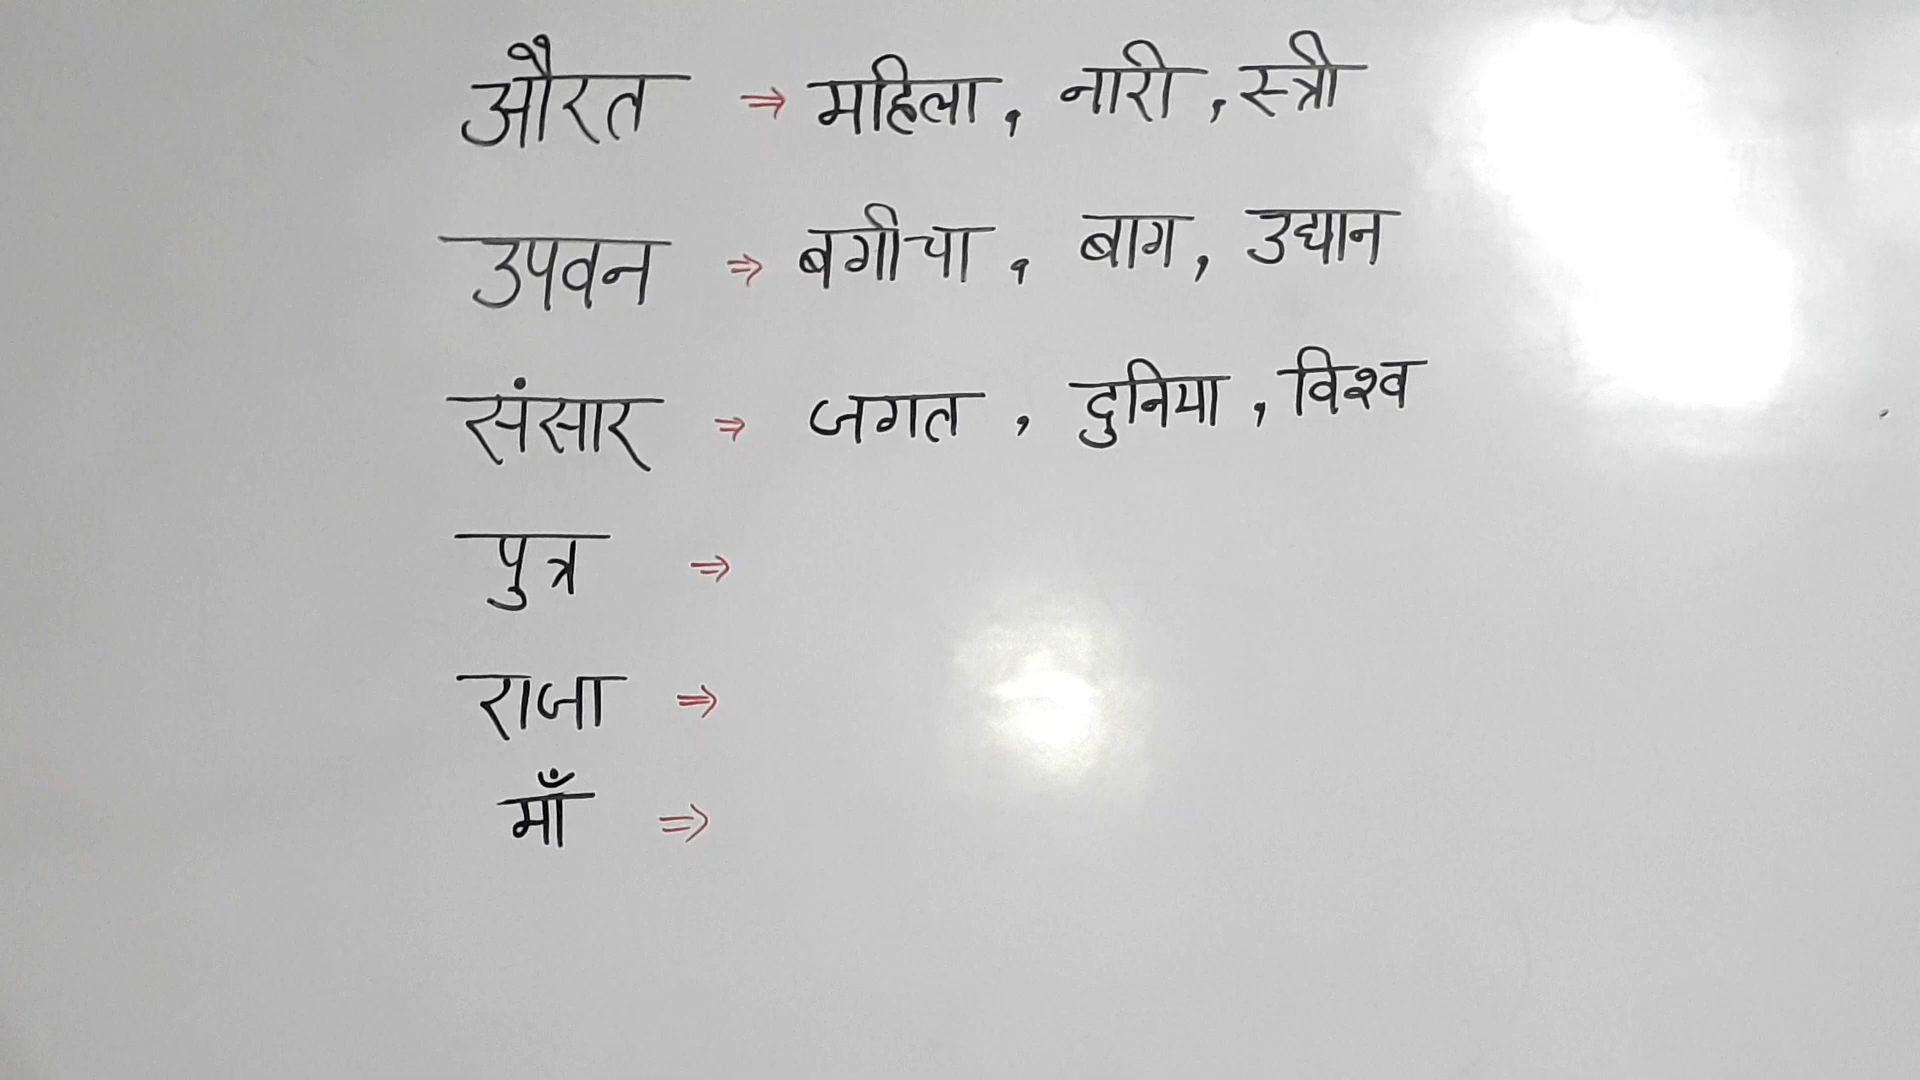 औरत ⇒ महिला, नारी, स्त्री
उपवन ⇒ बगीचा, बाग, उद्यान
संसार ⇒ जगत, दुनिया, विश्व
पुत्र ⇒
राजा ⇒
माँ ⇒